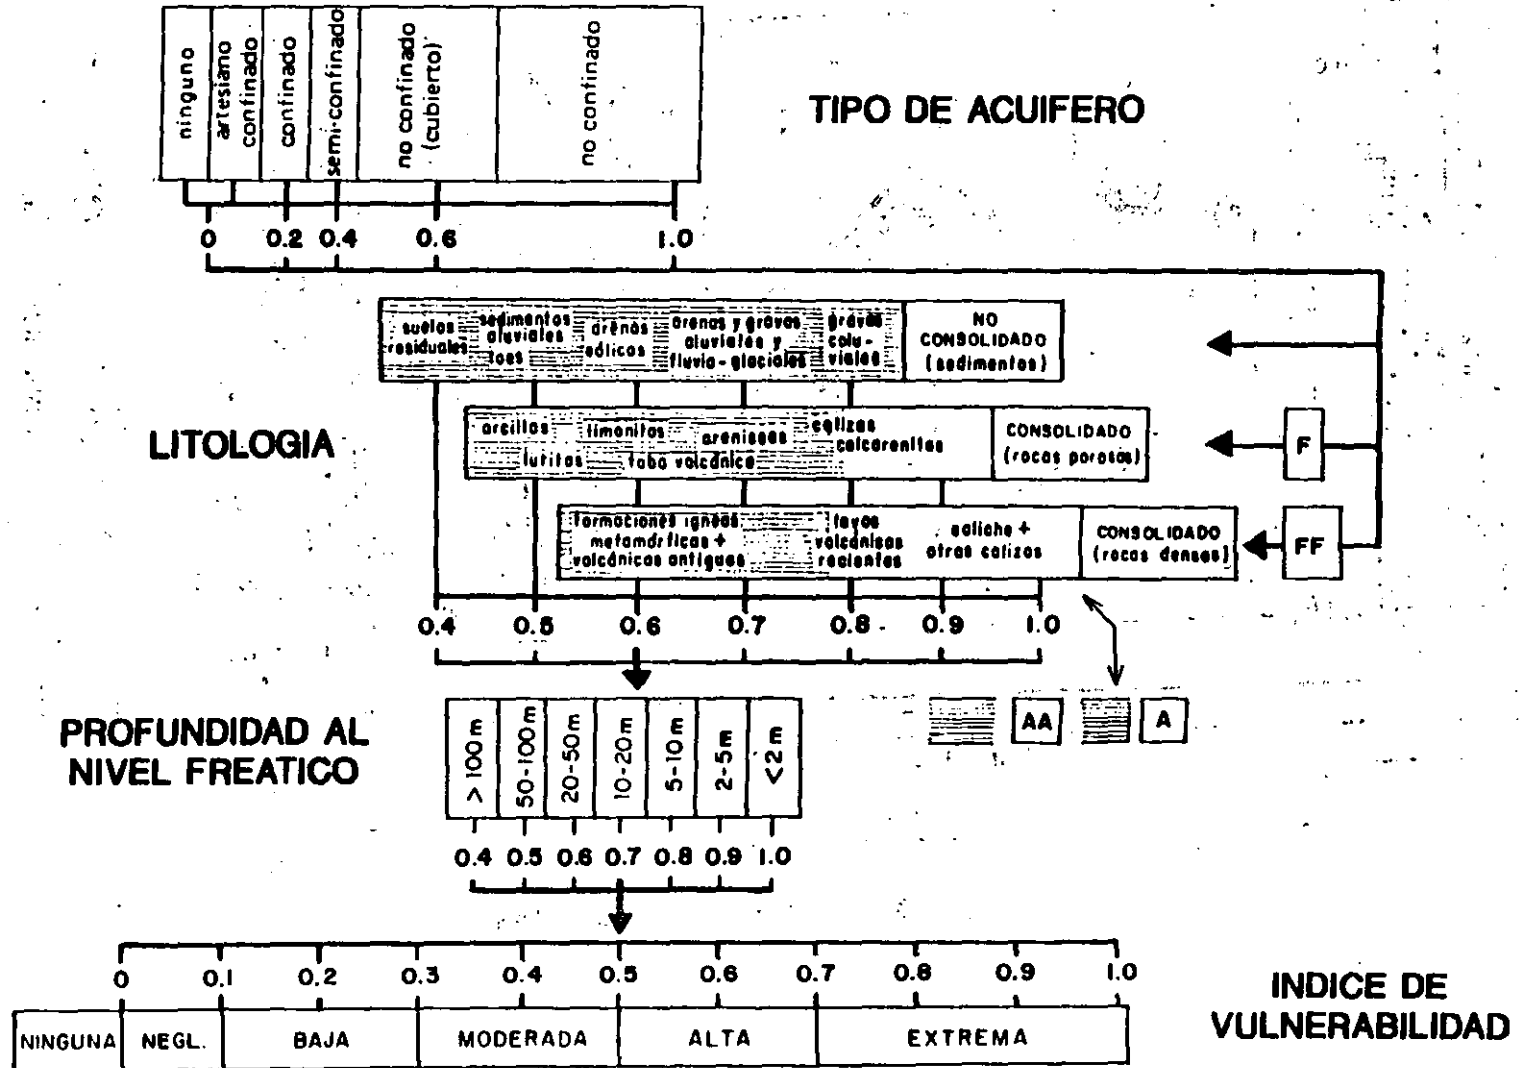 ninguno
artesiano
confinado
confinado
semi-confinado
no confinado
(cubierto)
no confinado
TIPO DE ACUIFERO
0 0.2 0.4 0.6 1.0
suelos
residuales
sedimentos
aluviales
loes
arenas
eólicas
arenas y gravas
aluviales y
fluvio-glaciales
gravas
colu-
viales
NO
CONSOLIDADO
(sedimentos)
LITOLOGIA
arcillas
lutitas
limonitas
toba volcánica
areniscas
calizas
calcarenitas
CONSOLIDADO
(rocas porosas)
F
formaciones igneas
metamórficas +
volcánicas antiguas
volcánicas
recientes
caliche +
otras calizas
CONSOLIDADO
(rocas densas)
FF
0.4 0.5 0.6 0.7 0.8 0.9 1.0
PROFUNDIDAD AL
NIVEL FREATICO
>100m
50-100m
20-50m
10-20m
5-10m
2-5m
<2m
AA
A
0.4 0.5 0.6 0.7 0.8 0.9 1.0
0 0.1 0.2 0.3 0.4 0.5 0.6 0.7 0.8 0.9 1.0
NINGUNA NEGL. BAJA MODERADA ALTA EXTREMA
INDICE DE
VULNERABILIDAD